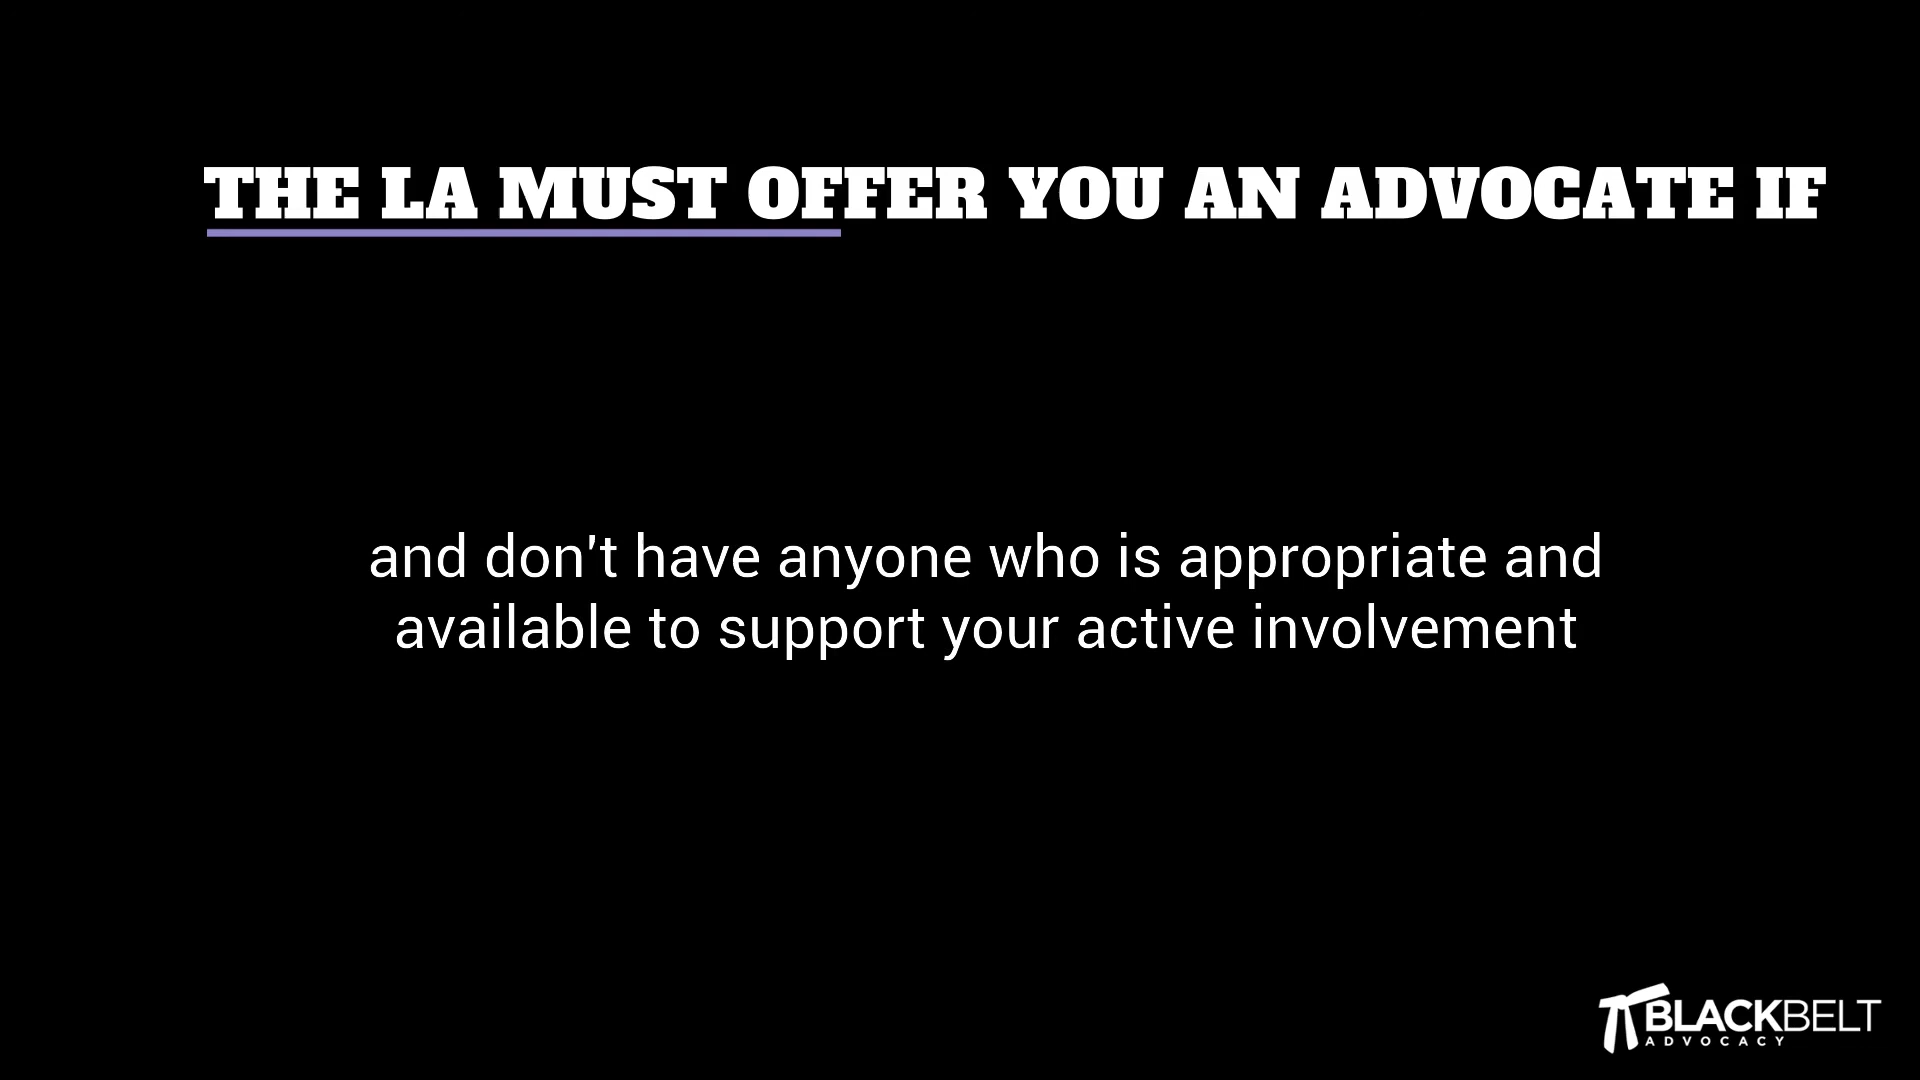 THE LA MUST OFFER YOU AN ADVOCATE IF
and don't have anyone who is appropriate and
available to support your active involvement
BLACKBELT
ADVOCACY